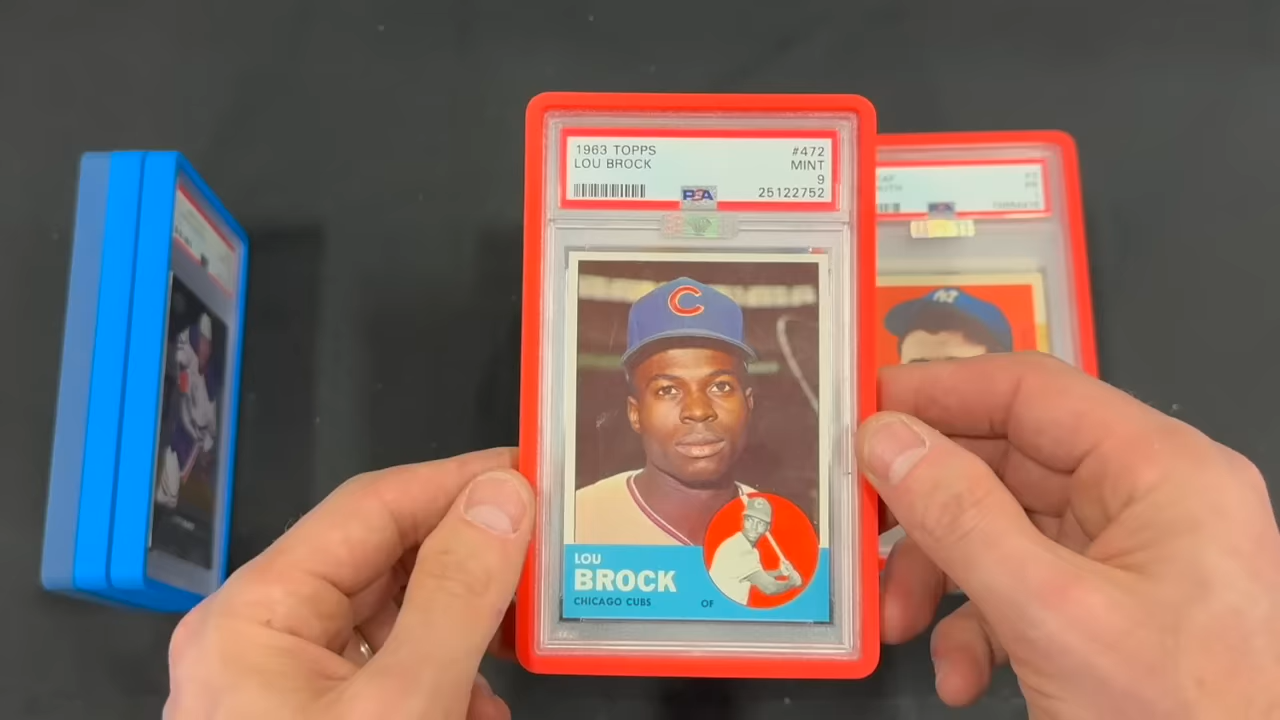 1963 TOPPS #472
LOU BROCK MINT
9
PSA 25122752
C
LOU
BROCK
CHICAGO CUBS OF